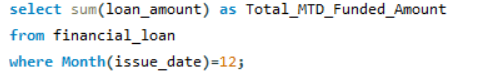 select sum(loan_amount) as Total_MTD_Funded_Amount
from financial_loan
where Month(issue_date)=12;